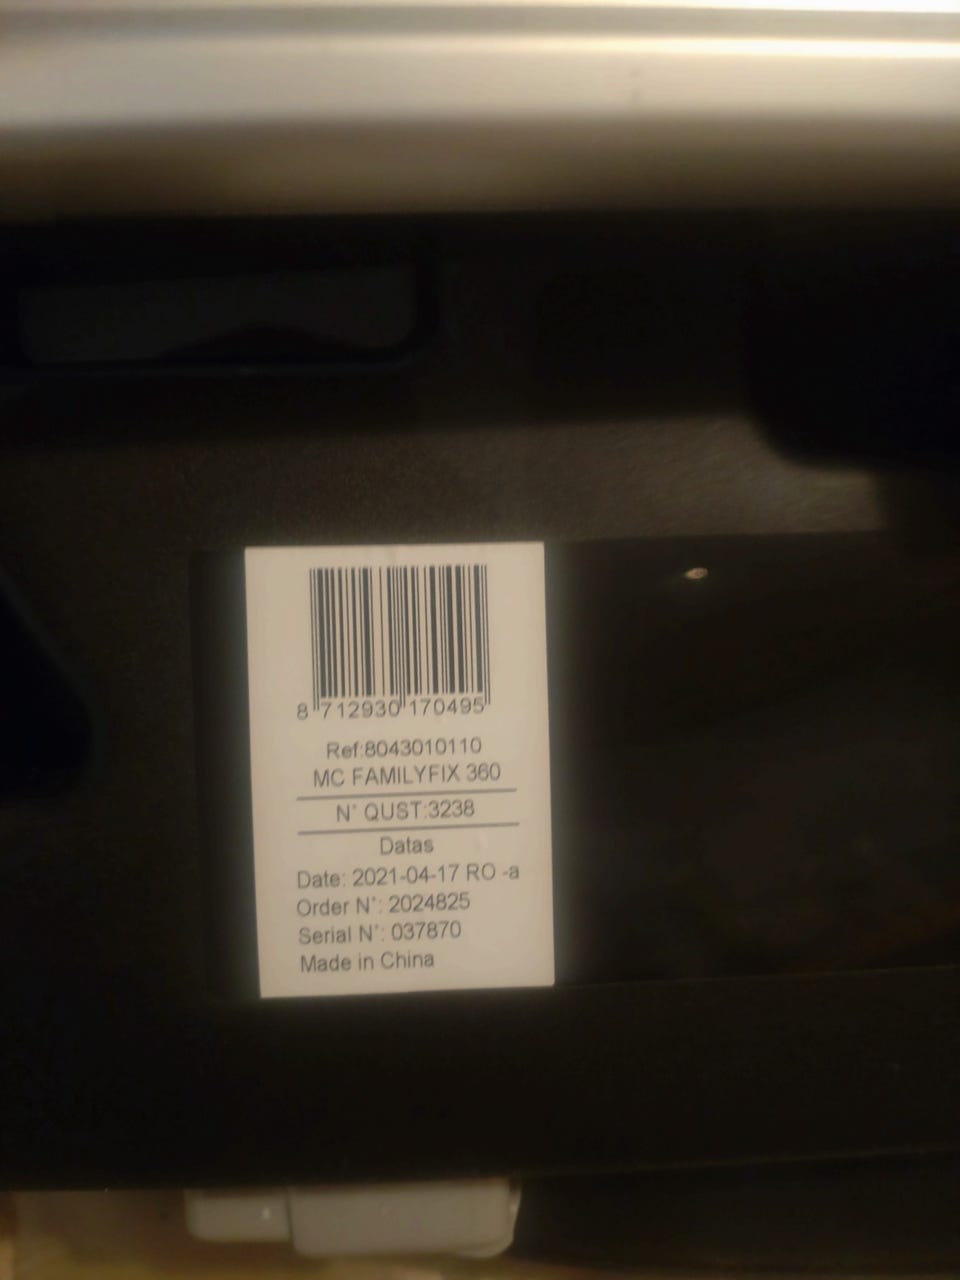 8 712930 170495
Ref:8043010110
MC FAMILYFIX 360
N° QUST:3238
Datas
Date: 2021-04-17 RO -a
Order N°: 2024825
Serial N°: 037870
Made in China